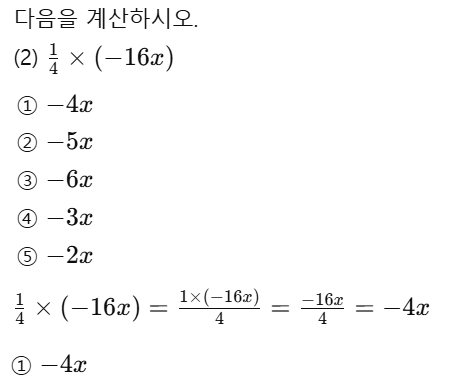 다음을 계산하시오.
(2) 1/4 × (−16x)
① −4x
② −5x
③ −6x
④ −3x
⑤ −2x
1/4 × (−16x) = 1×(−16x)/4 = −16x/4 = −4x
① −4x